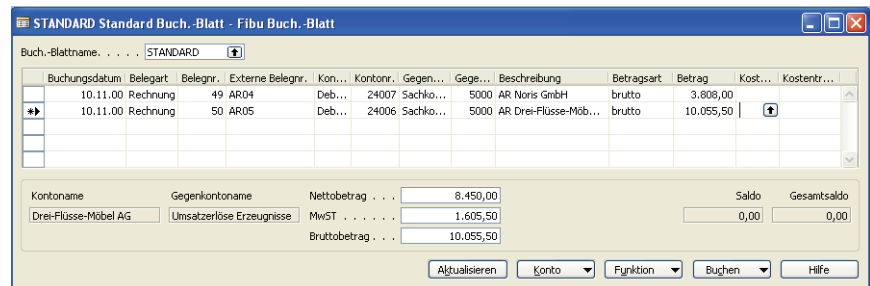 STANDARD Standard Buch.-Blatt - Fibu Buch.-Blatt
Buch.-Blattname. . . . . STANDARD
Buchungsdatum Belegart Belegnr. Externe Belegnr. Kon... Kontonr. Gegen... Gege... Beschreibung Betragsart Betrag Kost... Kostentr...
10.11.00 Rechnung 49 AR04 Deb... 24007 Sachko... 5000 AR Noris GmbH brutto 3.808,00
10.11.00 Rechnung 50 AR05 Deb... 24006 Sachko... 5000 AR Drei-Flüsse-Möb... brutto 10.055,50
Kontoname Gegenkontoname Nettobetrag . . . 8.450,00 Saldo Gesamtsaldo
Drei-Flüsse-Möbel AG Umsatzerlöse Erzeugnisse MwST . . . . . . 1.605,50 0,00 0,00
Bruttobetrag . . . 10.055,50
Aktualisieren Konto Funktion Buchen Hilfe